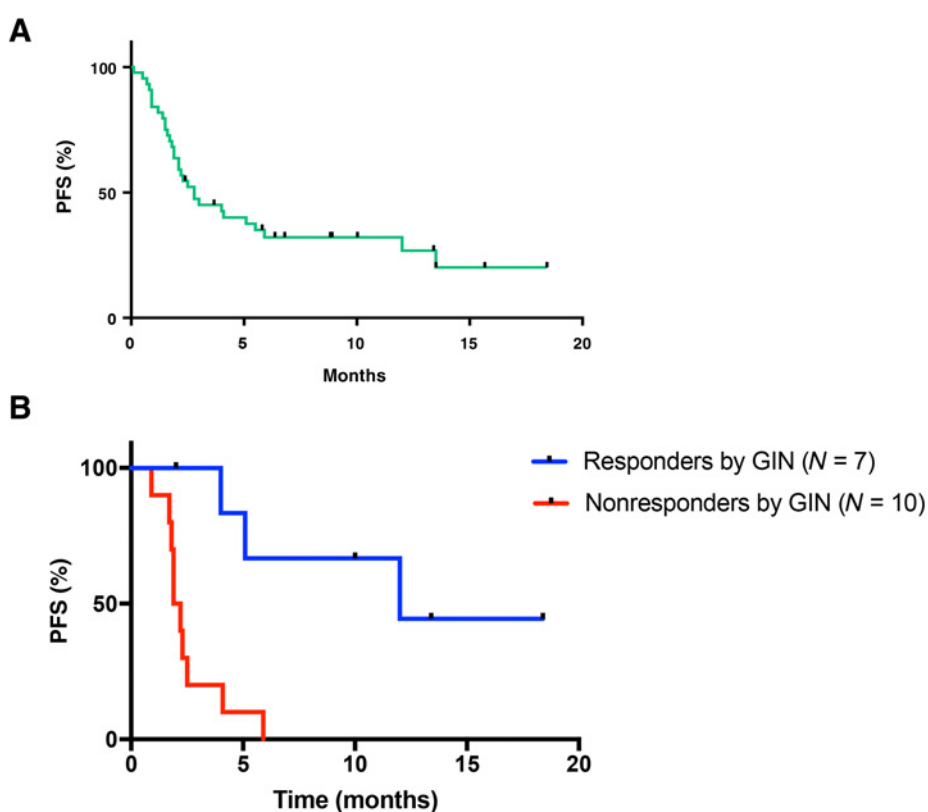 A
100
50
0
PFS (%)
0 5 10 15 20
Months
B
100
50
0
PFS (%)
0 5 10 15 20
Time (months)
Responders by GIN (N = 7)
Nonresponders by GIN (N = 10)